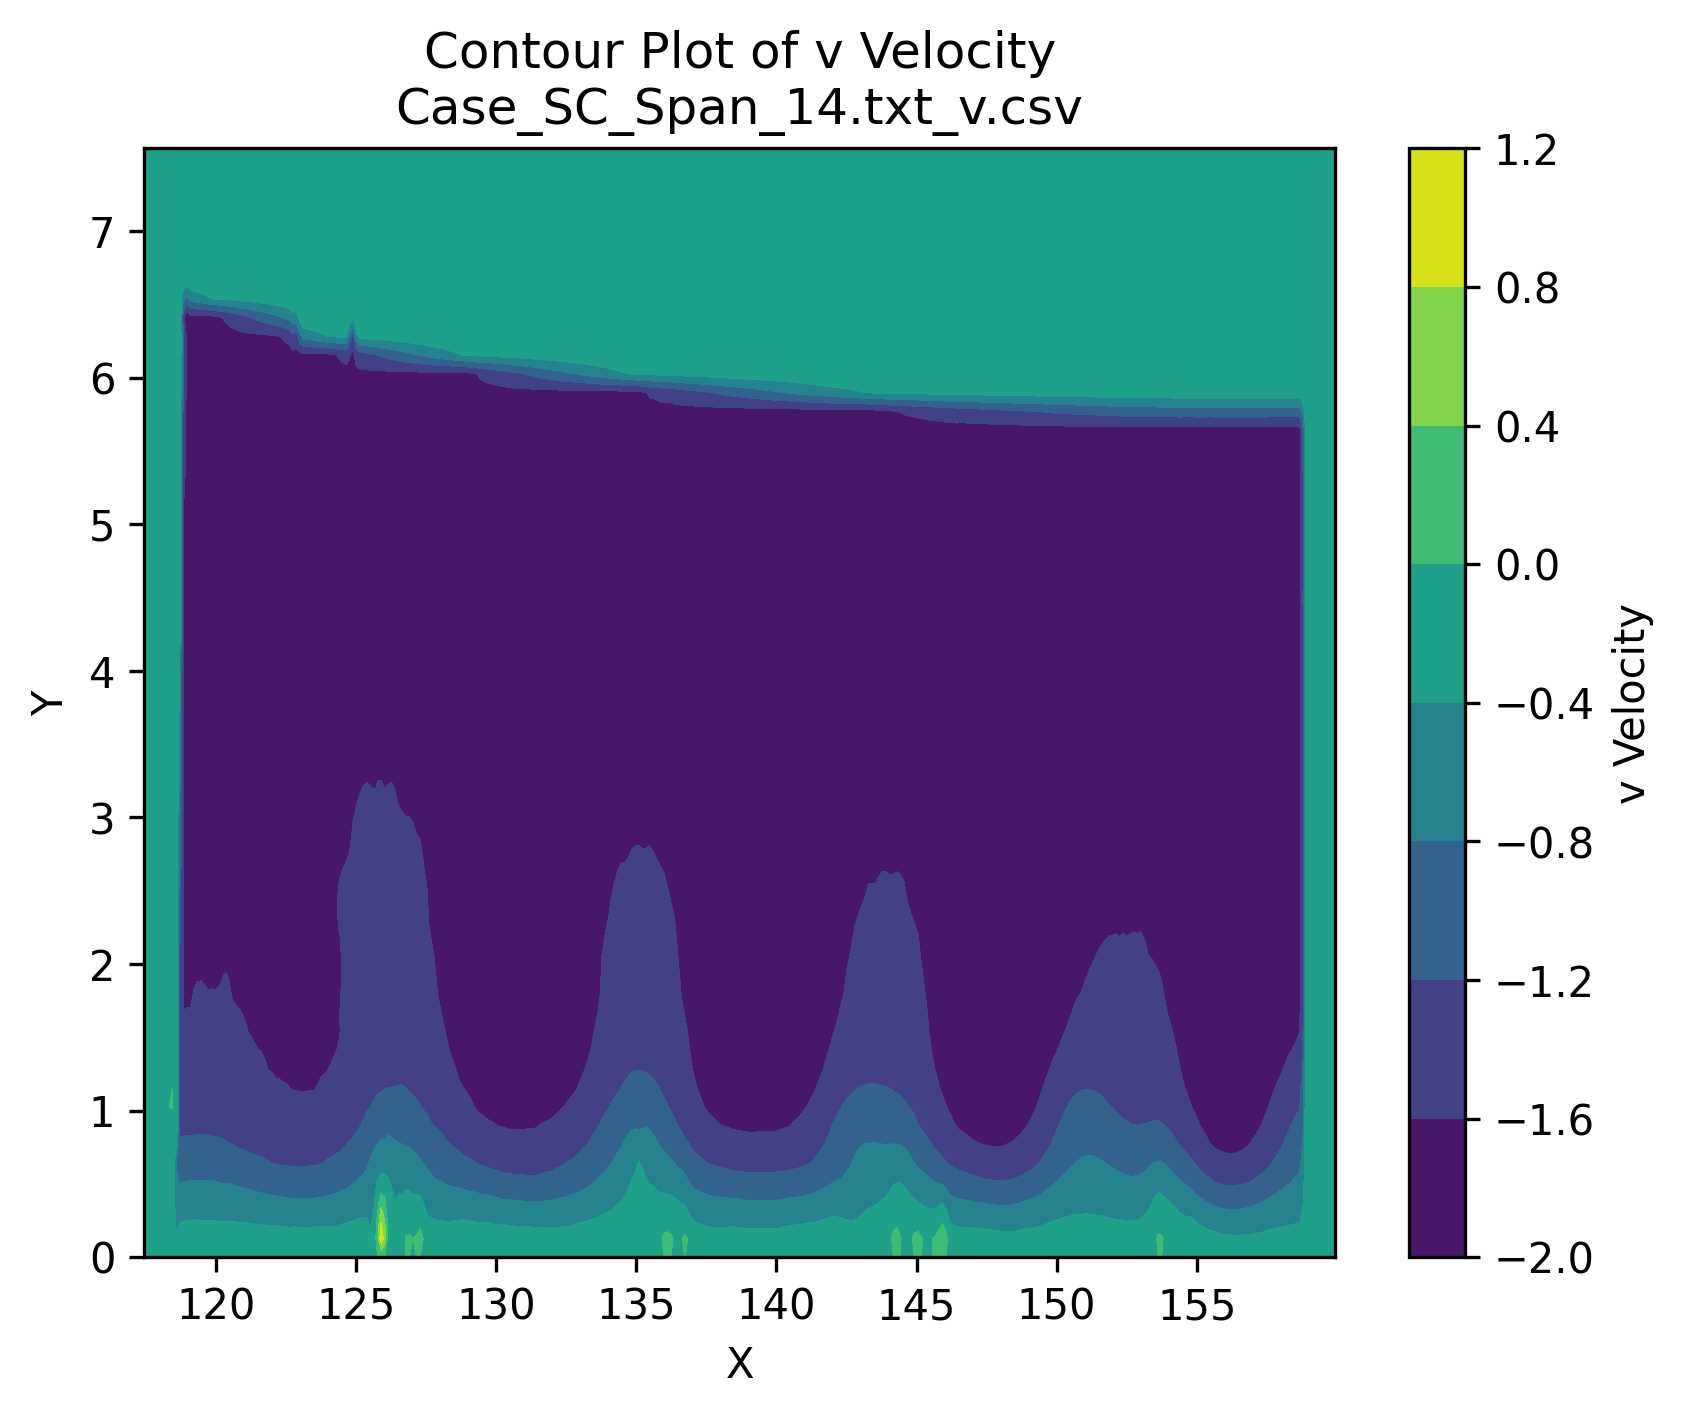 Contour Plot of v Velocity
Case_SC_Span_14.txt_v.csv
7
6
5
4
3
2
1
0
Y
120 125 130 135 140 145 150 155
X
1.2
0.8
0.4
0.0
−0.4
−0.8
−1.2
−1.6
−2.0
v Velocity